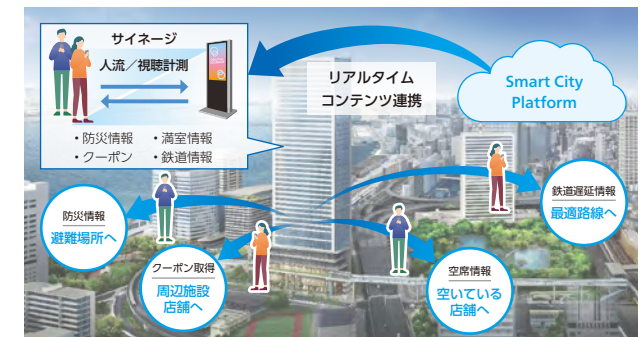 サイネージ
人流／視聴計測
・防災情報 ・満室情報
・クーポン ・鉄道情報
リアルタイム
コンテンツ連携
Smart City
Platform
鉄道遅延情報
最適路線へ
防災情報
避難場所へ
クーポン取得
周辺施設
店舗へ
空席情報
空いている
店舗へ